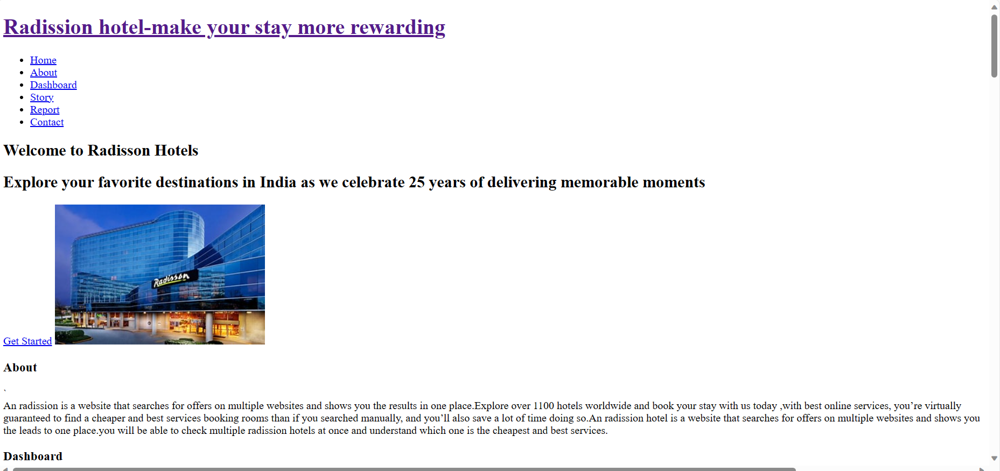 Radission hotel-make your stay more rewarding
Home
About
Dashboard
Story
Report
Contact
Welcome to Radisson Hotels
Explore your favorite destinations in India as we celebrate 25 years of delivering memorable moments
Radisson
Get Started
About
`
An radission is a website that searches for offers on multiple websites and shows you the results in one place.Explore over 1100 hotels worldwide and book your stay with us today ,with best online services, you’re virtually
guaranteed to find a cheaper and best services booking rooms than if you searched manually, and you’ll also save a lot of time doing so.An radission hotel is a website that searches for offers on multiple websites and shows you
the leads to one place.you will be able to check multiple radission hotels at once and understand which one is the cheapest and best services.
Dashboard